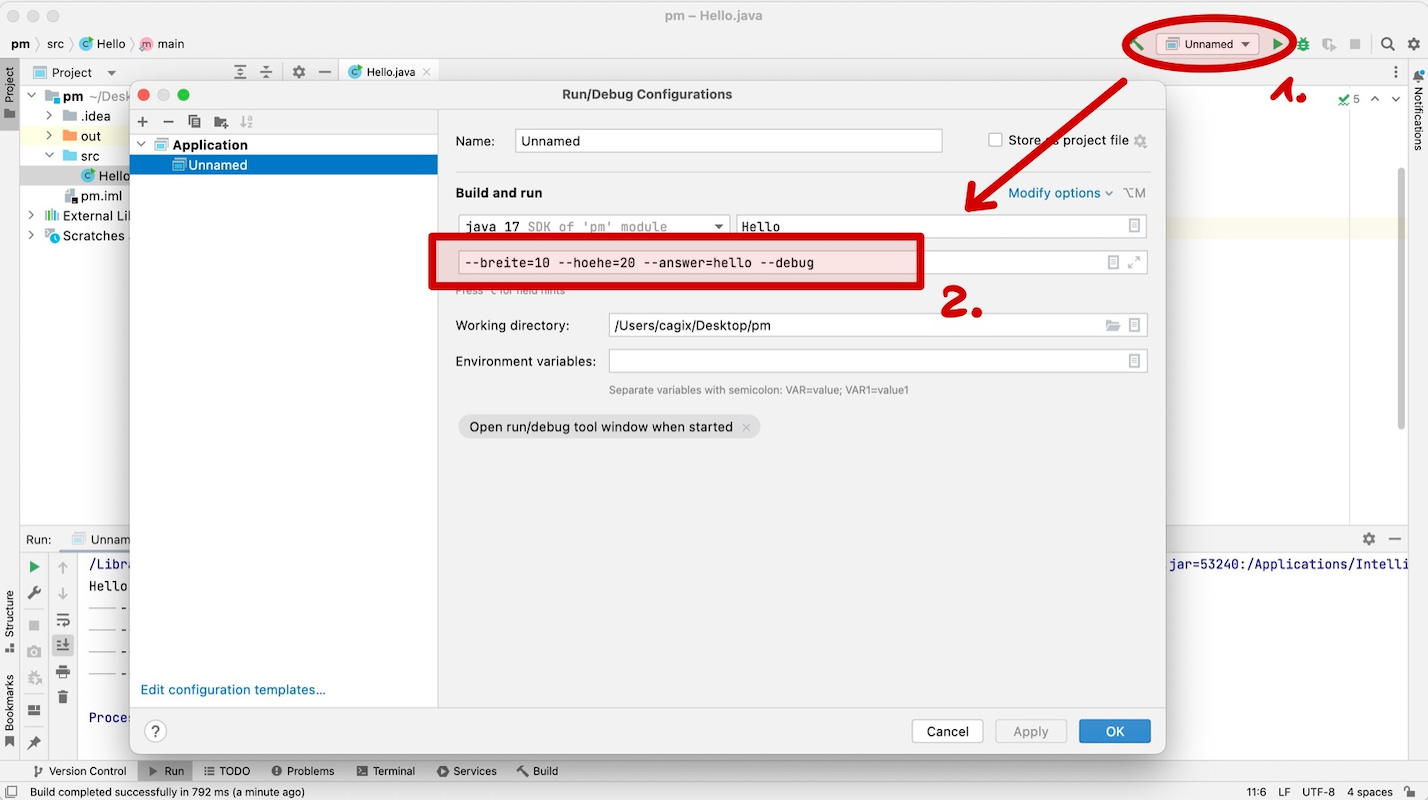 pm – Hello.java
pm src Hello main
Unnamed
1.
Project
Hello.java
Project
pm ~/Desk
.idea
out
src
Hello
pm.iml
External Li
Scratches
5
Notifications
Run/Debug Configurations
Application
Unnamed
Name: Unnamed
Store as project file
Build and run
Modify options ⌥M
java 17 SDK of 'pm' module
Hello
--breite=10 --hoehe=20 --answer=hello --debug
2.
Press ⌥ for field hints
Working directory: /Users/cagix/Desktop/pm
Environment variables:
Separate variables with semicolon: VAR=value; VAR1=value1
Open run/debug tool window when started
Edit configuration templates...
?
Cancel
Apply
OK
Run: Unnam
/Libra
jar=53240:/Applications/Intelli
Hello
Proces
Structure
Bookmarks
Version Control
Run
TODO
Problems
Terminal
Services
Build
Build completed successfully in 792 ms (a minute ago)
11:6 LF UTF-8 4 spaces